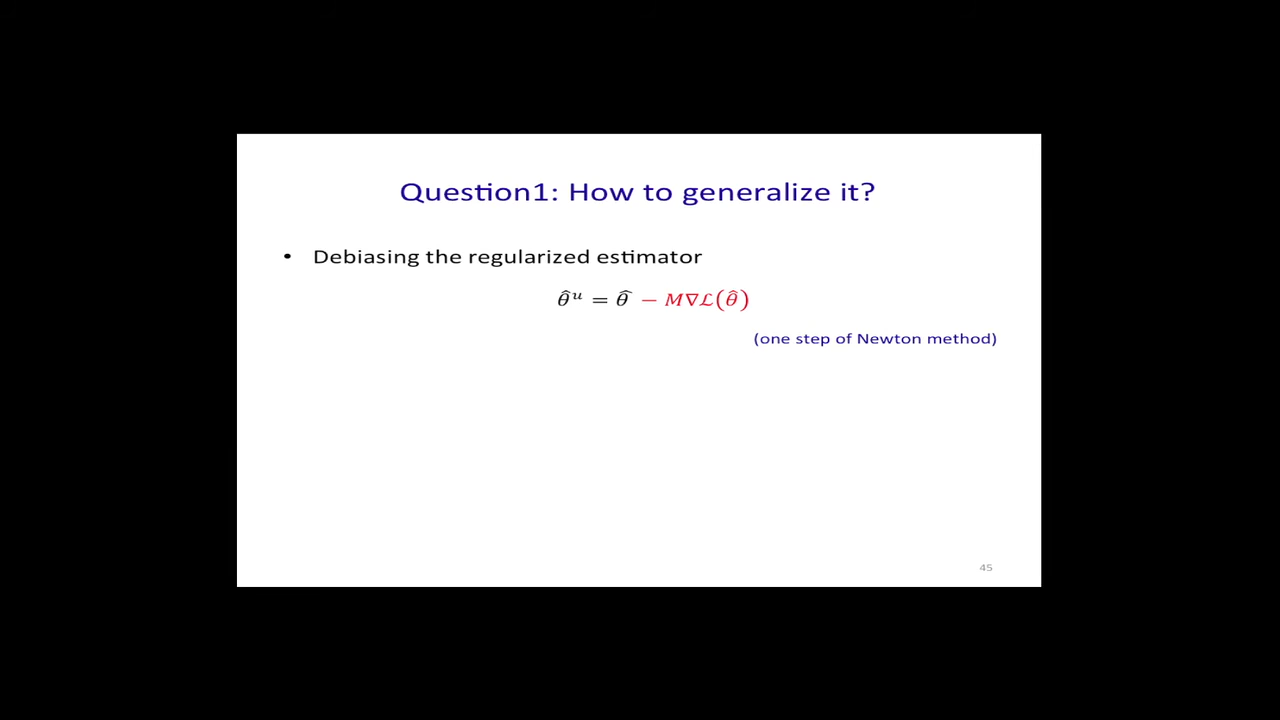 Question1: How to generalize it?
• Debiasing the regularized estimator
θ̂ᵘ = θ̂ − M∇ℒ(θ̂)
(one step of Newton method)
45